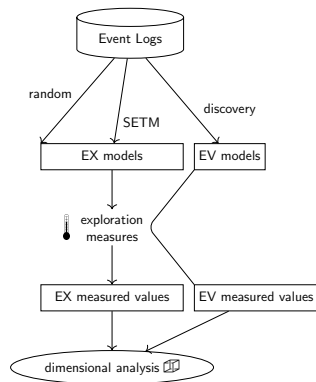 Event Logs
random
SETM
discovery
EX models
EV models
exploration
measures
EX measured values
EV measured values
dimensional analysis